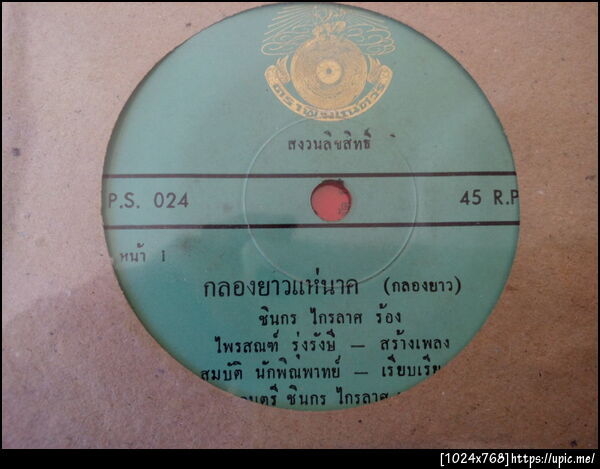 สงวนลิขสิทธิ์
P.S. 024
45 R.P
หน้า 1
กลองยาวแห่นาค (กลองยาว)
ชินกร ไกรลาศ ร้อง
ไพรสณฑ์ รุ่งรังษี — สร้างเพลง
สมบัติ นักพิณพาทย์ — เรียบเรีย
นตรี ชินกร ไกรลาศ
[1024x768]https://upic.me/